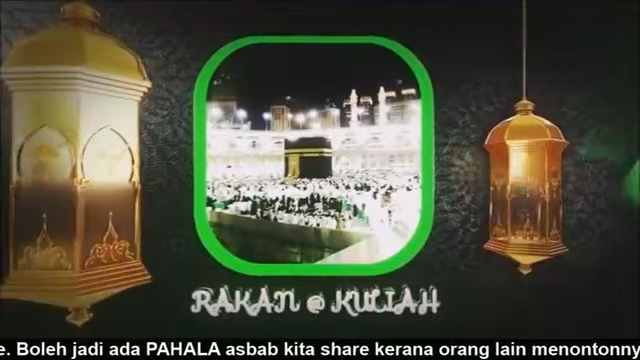 RAKAN @ KULIAH
e. Boleh jadi ada PAHALA asbab kita share kerana orang lain menontonny